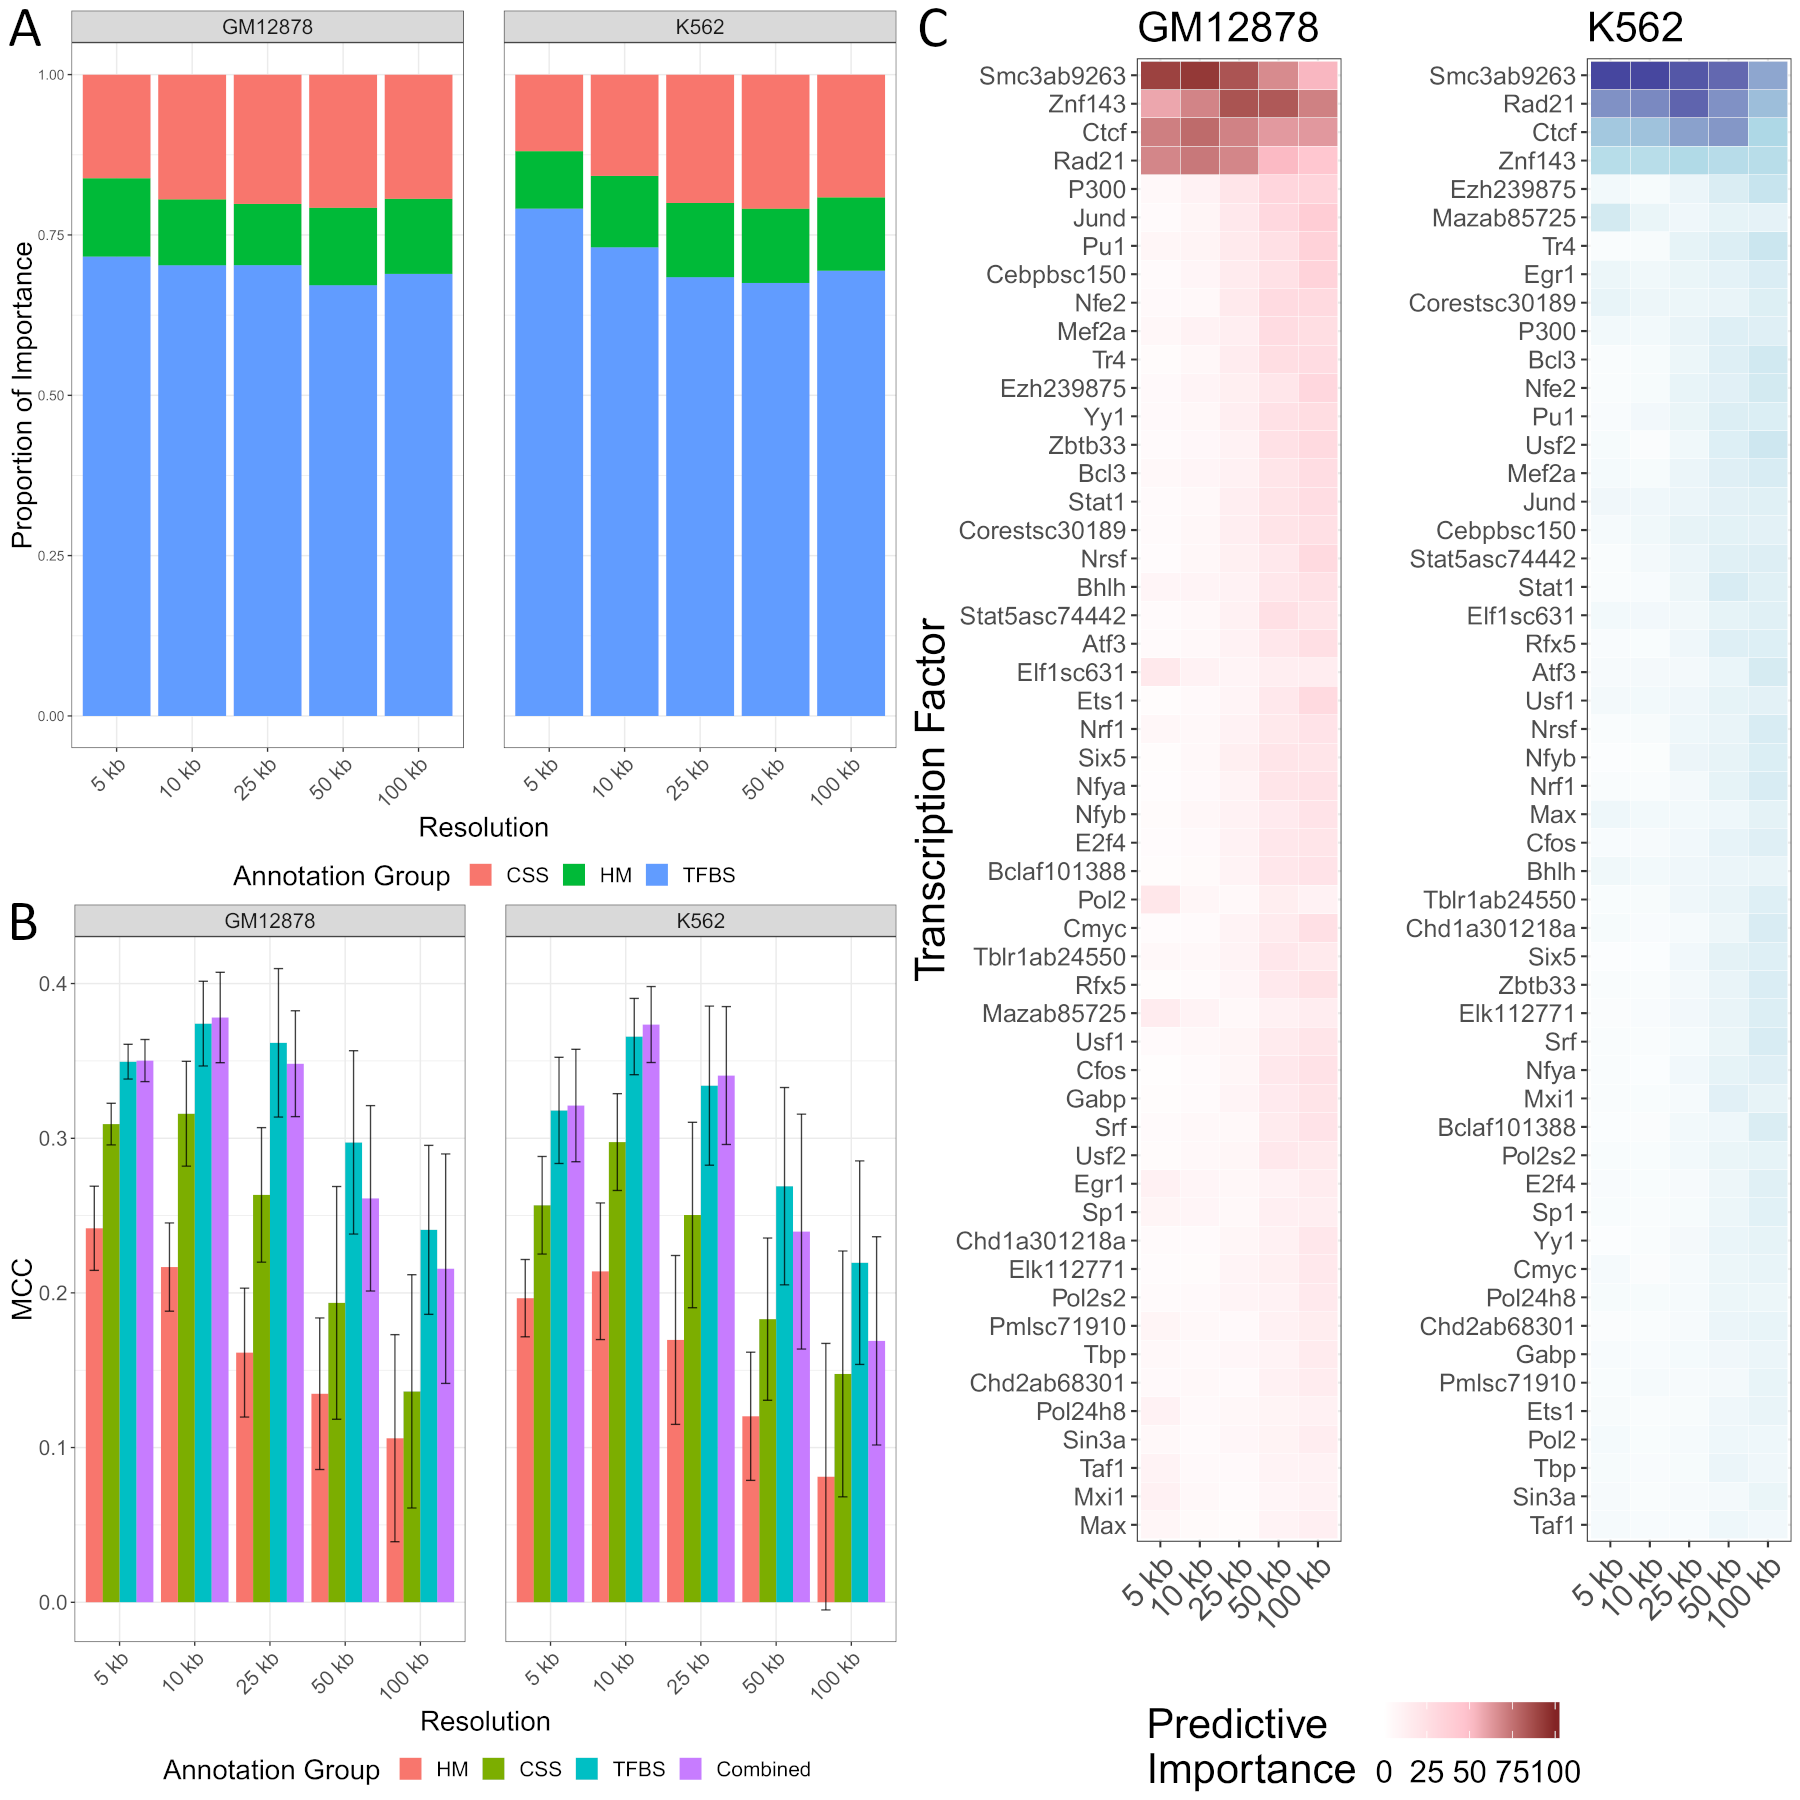 A
GM12878
K562
Proportion of Importance
1.00
0.75
0.50
0.25
0.00
5 kb
10 kb
25 kb
50 kb
100 kb
5 kb
10 kb
25 kb
50 kb
100 kb
Resolution
Annotation Group CSS HM TFBS
B
GM12878
K562
MCC
0.4
0.3
0.2
0.1
0.0
5 kb
10 kb
25 kb
50 kb
100 kb
5 kb
10 kb
25 kb
50 kb
100 kb
Resolution
Annotation Group HM CSS TFBS Combined
C
GM12878
Transcription Factor
Smc3ab9263
Znf143
Ctcf
Rad21
P300
Jund
Pu1
Cebpbsc150
Nfe2
Mef2a
Tr4
Ezh239875
Yy1
Zbtb33
Bcl3
Stat1
Corestsc30189
Nrsf
Bhlh
Stat5asc74442
Atf3
Elf1sc631
Ets1
Nrf1
Six5
Nfya
Nfyb
E2f4
Bclaf101388
Pol2
Cmyc
Tblr1ab24550
Rfx5
Mazab85725
Usf1
Cfos
Gabp
Srf
Usf2
Egr1
Sp1
Chd1a301218a
Elk112771
Pol2s2
Pmlsc71910
Tbp
Chd2ab68301
Pol24h8
Sin3a
Taf1
Mxi1
Max
5 kb
10 kb
25 kb
50 kb
100 kb
K562
Smc3ab9263
Rad21
Ctcf
Znf143
Ezh239875
Mazab85725
Tr4
Egr1
Corestsc30189
P300
Bcl3
Nfe2
Pu1
Usf2
Mef2a
Jund
Cebpbsc150
Stat5asc74442
Stat1
Elf1sc631
Rfx5
Atf3
Usf1
Nrsf
Nfyb
Nrf1
Max
Cfos
Bhlh
Tblr1ab24550
Chd1a301218a
Six5
Zbtb33
Elk112771
Srf
Nfya
Mxi1
Bclaf101388
Pol2s2
E2f4
Sp1
Yy1
Cmyc
Pol24h8
Chd2ab68301
Gabp
Pmlsc71910
Ets1
Pol2
Tbp
Sin3a
Taf1
5 kb
10 kb
25 kb
50 kb
100 kb
Predictive
Importance 0 25 50 75 100